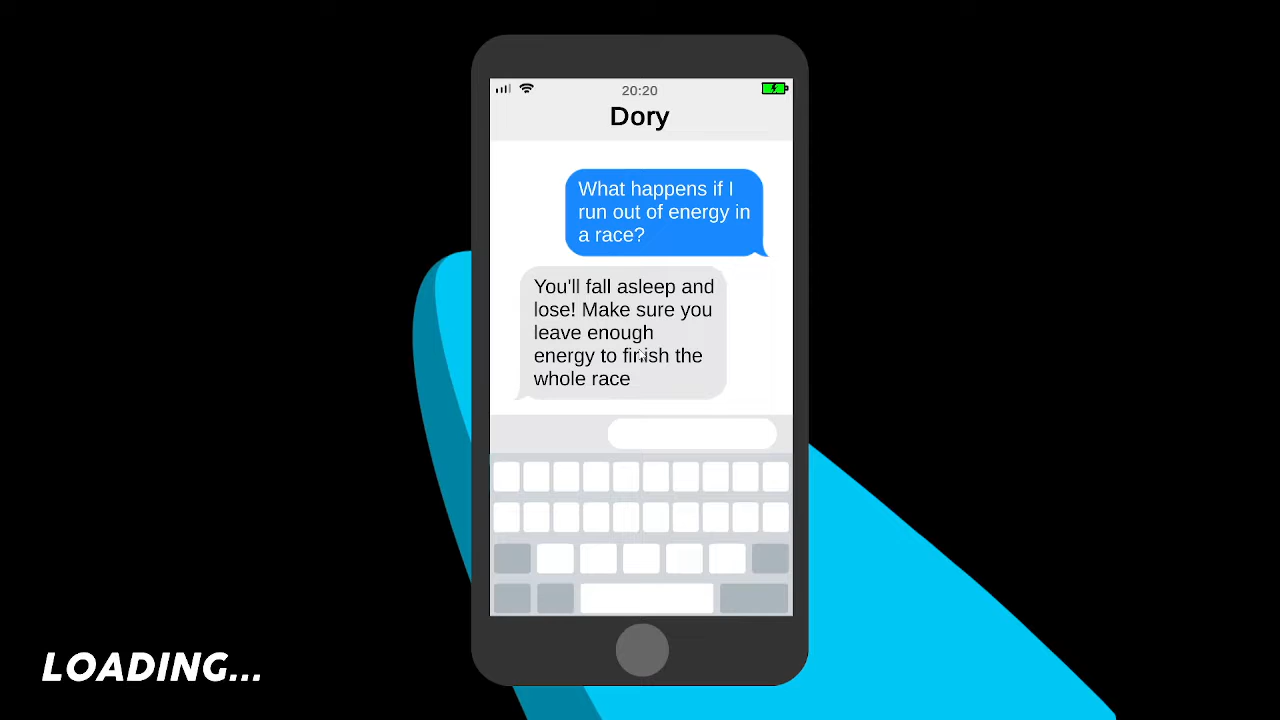 20:20
Dory
What happens if I
run out of energy in
a race?
You'll fall asleep and
lose! Make sure you
leave enough
energy to finish the
whole race
LOADING...